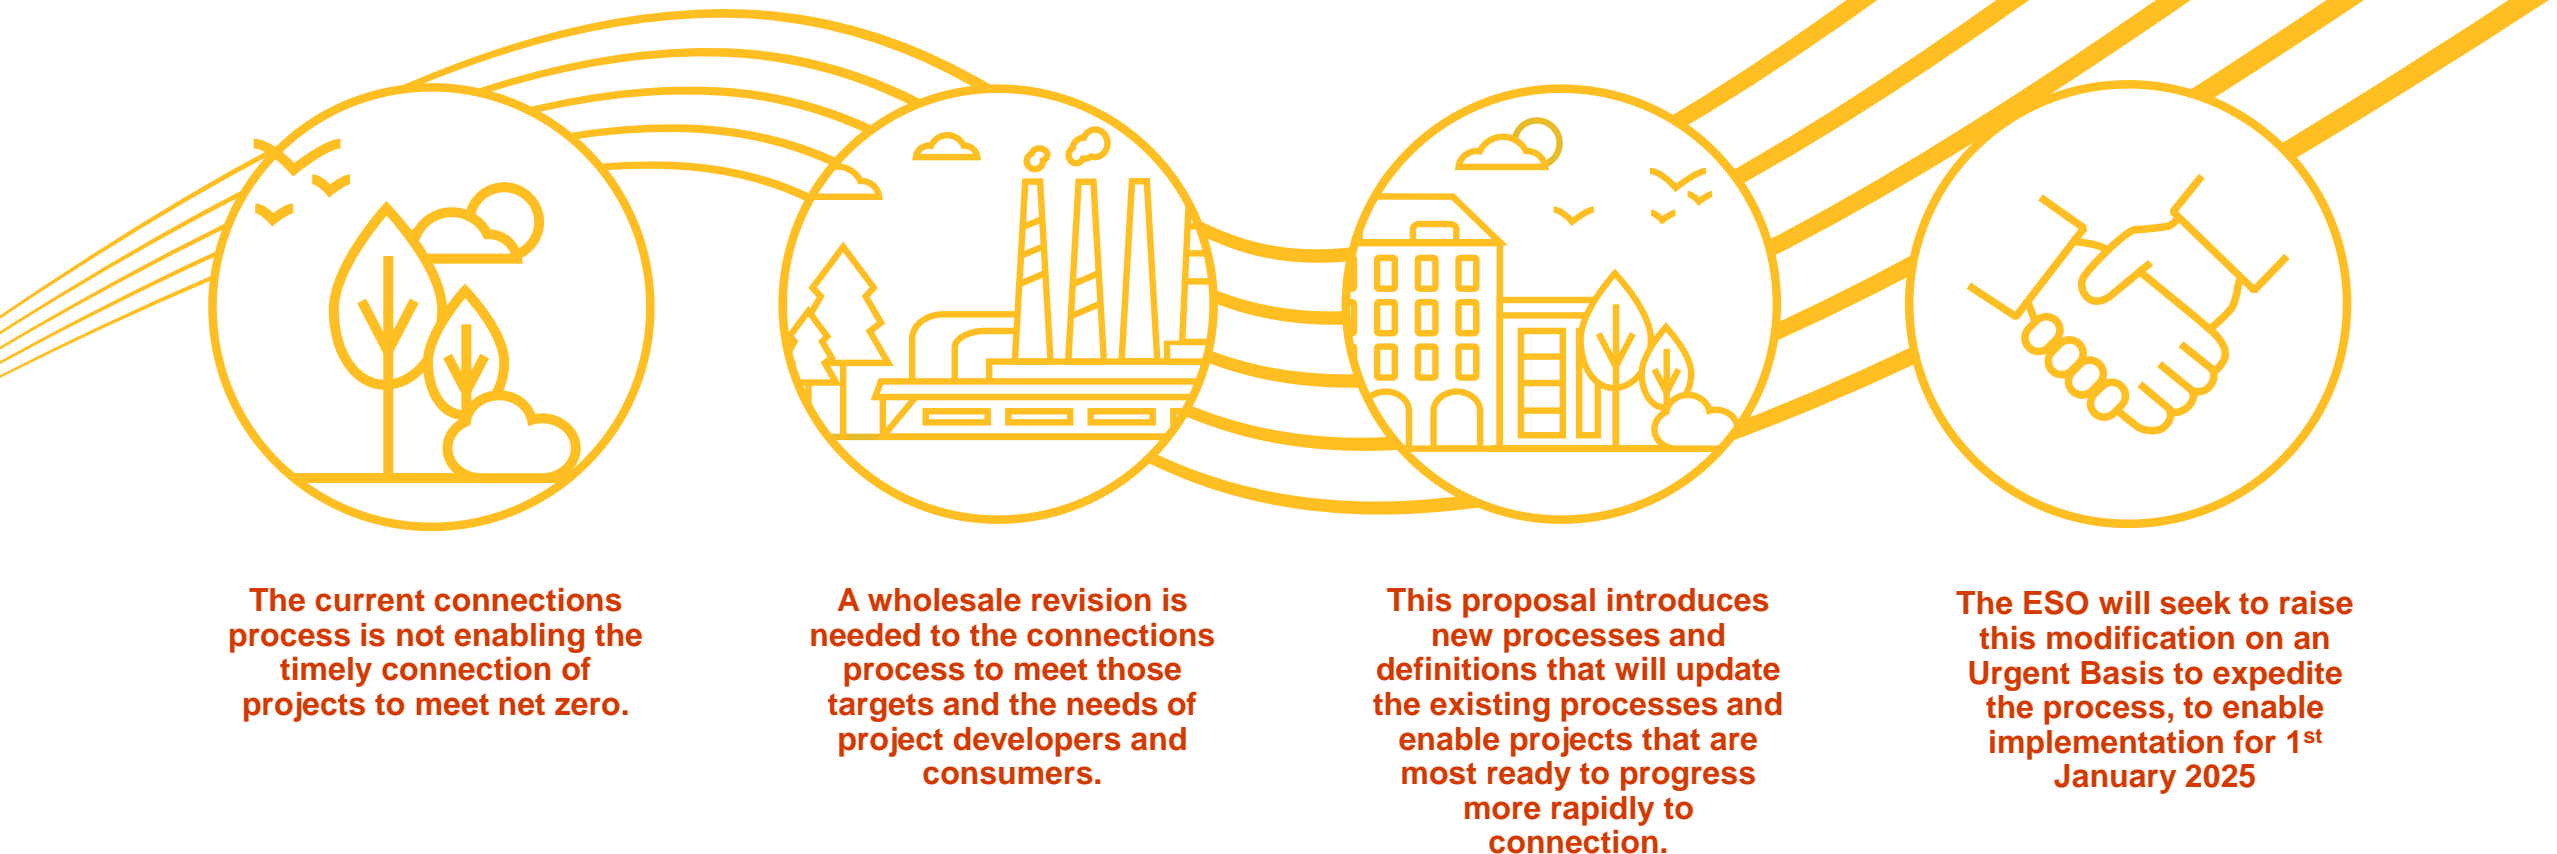 The current connections
process is not enabling the
timely connection of
projects to meet net zero.
A wholesale revision is
needed to the connections
process to meet those
targets and the needs of
project developers and
consumers.
This proposal introduces
new processes and
definitions that will update
the existing processes and
enable projects that are
most ready to progress
more rapidly to
connection.
The ESO will seek to raise
this modification on an
Urgent Basis to expedite
the process, to enable
implementation for 1st
January 2025